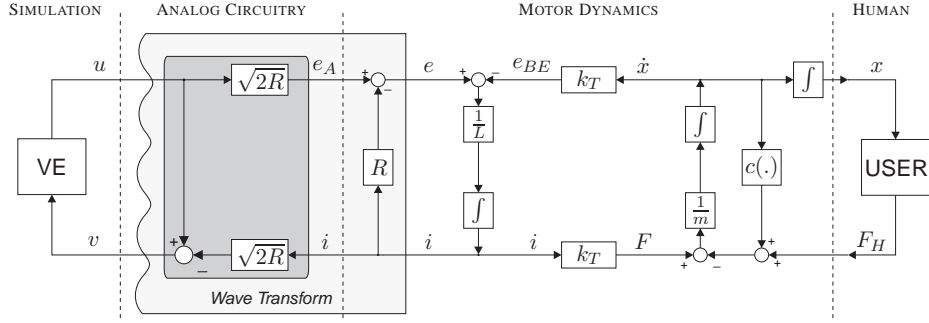 SIMULATION
ANALOG CIRCUITRY
MOTOR DYNAMICS
HUMAN
u
√2R
e_A
+
−
e
+
−
e_BE
k_T
ẋ
∫
x
1/L
∫
c(.)
VE
R
USER
∫
1/m
v
+
−
√2R
i
i
i
k_T
F
+
−
+
+
F_H
Wave Transform